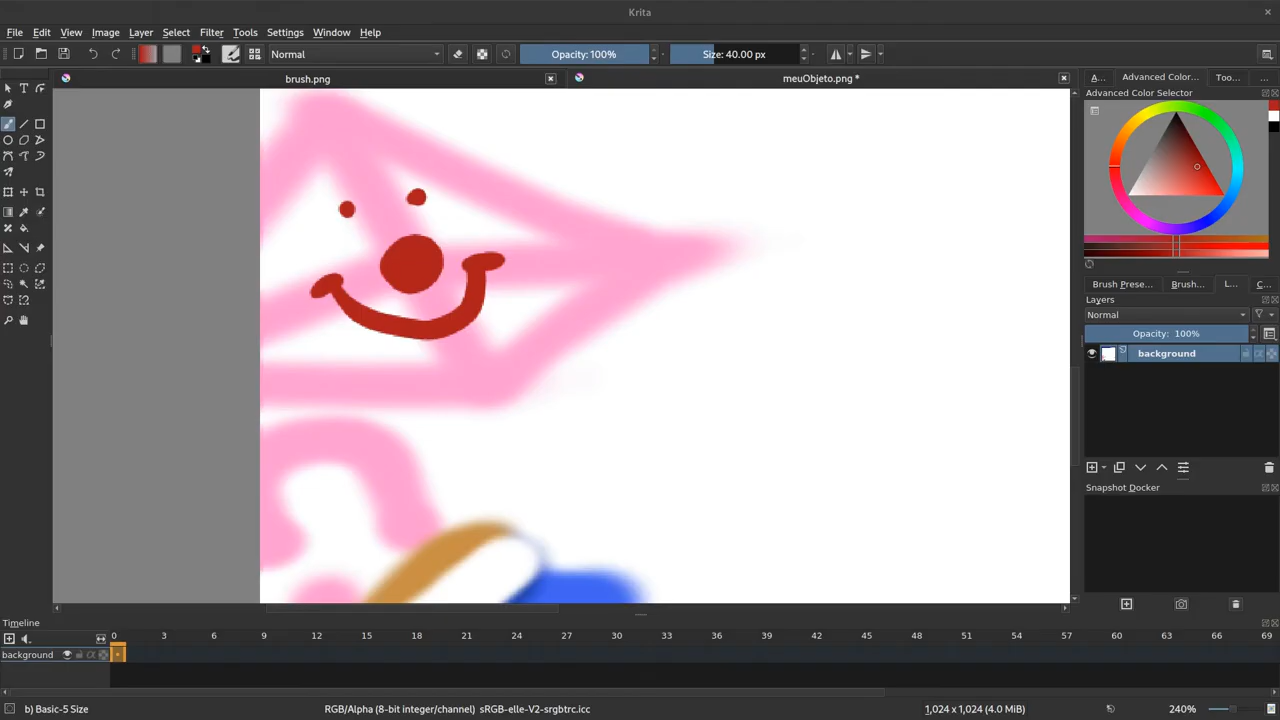 Krita
File Edit View Image Layer Select Filter Tools Settings Window Help
Normal Opacity: 100% Size: 40.00 px
brush.png meuObjeto.png * A... Advanced Color... Too... ...
Advanced Color Selector
Brush Prese... Brush... L... C...
Layers
Normal
Opacity: 100%
background
Snapshot Docker
Timeline
0 3 6 9 12 15 18 21 24 27 30 33 36 39 42 45 48 51 54 57 60 63 66 69
background
b) Basic-5 Size RGB/Alpha (8-bit integer/channel) sRGB-elle-V2-srgbtrc.icc 1,024 x 1,024 (4.0 MiB) 240%